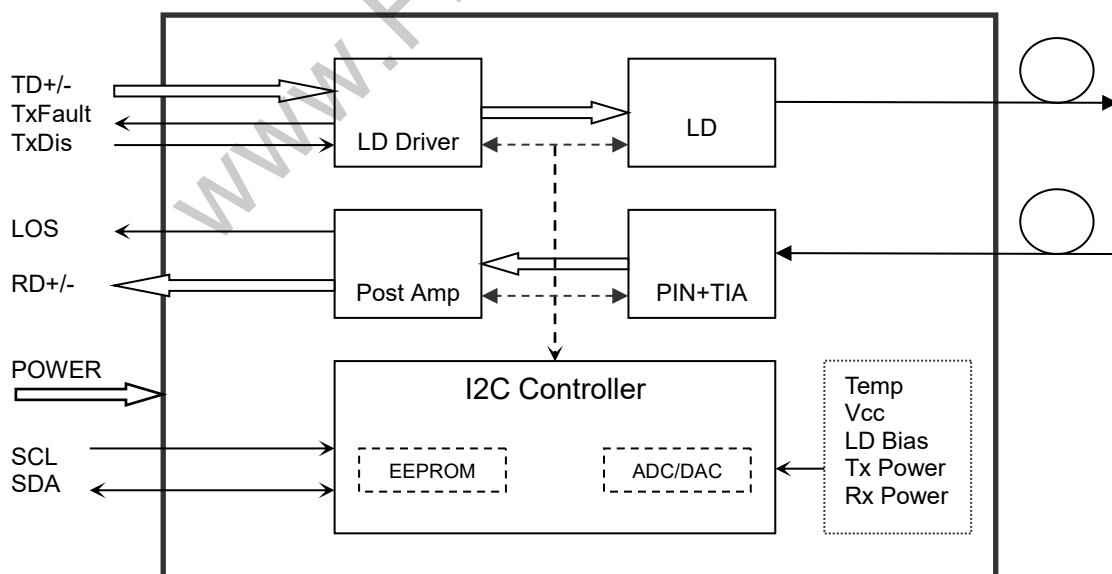 www.F
TD+/-
TxFault
TxDis
LD Driver
LD
LOS
RD+/-
Post Amp
PIN+TIA
POWER
I2C Controller
SCL
SDA
EEPROM
ADC/DAC
Temp
Vcc
LD Bias
Tx Power
Rx Power